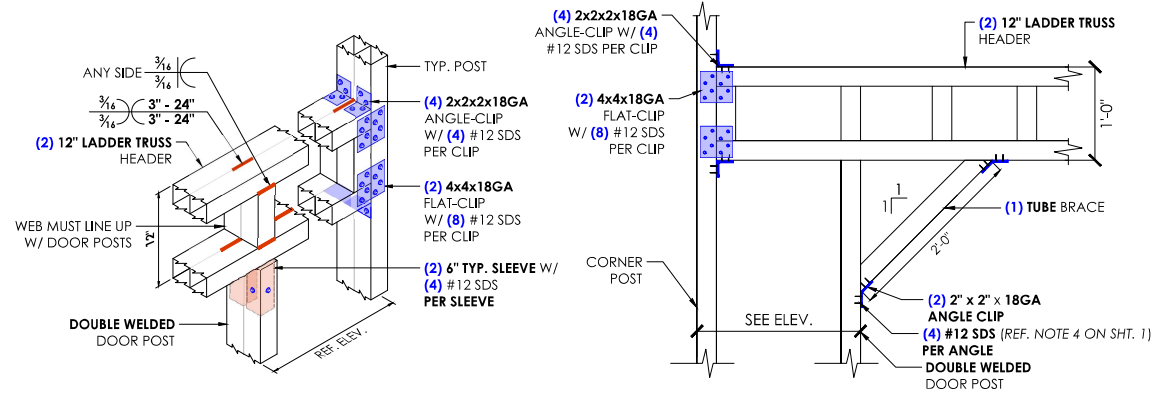 ANY SIDE
3/16
3/16
3/16
3/16
3" - 24"
3" - 24"
(2) 12" LADDER TRUSS
HEADER
WEB MUST LINE UP
W/ DOOR POSTS
12"
DOUBLE WELDED
DOOR POST
REF. ELEV.
TYP. POST
(4) 2x2x2x18GA
ANGLE-CLIP
W/ (4) #12 SDS
PER CLIP
(2) 4x4x18GA
FLAT-CLIP
W/ (8) #12 SDS
PER CLIP
(2) 6" TYP. SLEEVE W/
(4) #12 SDS
PER SLEEVE
(4) 2x2x2x18GA
ANGLE-CLIP W/ (4)
#12 SDS PER CLIP
(2) 4x4x18GA
FLAT-CLIP
W/ (8) #12 SDS
PER CLIP
(2) 12" LADDER TRUSS
HEADER
1'-0"
1
1
(1) TUBE BRACE
2'-0"
CORNER
POST
SEE ELEV.
(2) 2" x 2" x 18GA
ANGLE CLIP
(4) #12 SDS (REF. NOTE 4 ON SHT. 1)
PER ANGLE
DOUBLE WELDED
DOOR POST